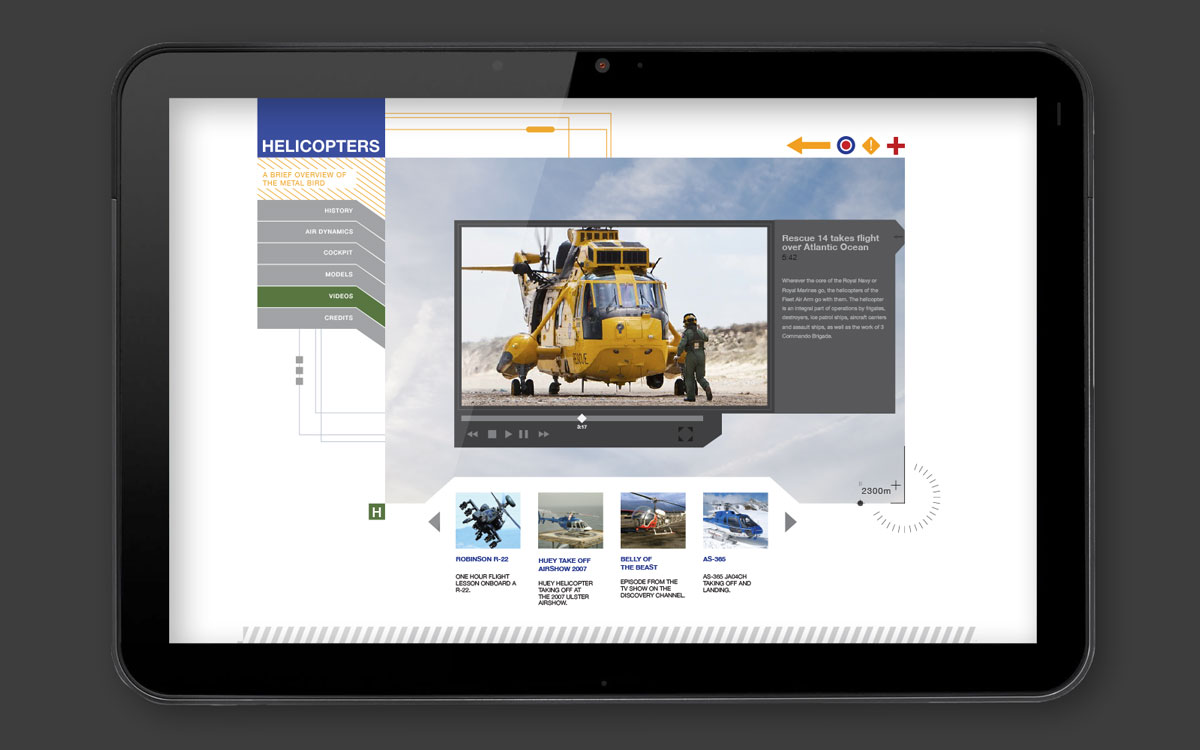 HELICOPTERS
A BRIEF OVERVIEW OF
THE METAL BIRD
HISTORY
AIR DYNAMICS
COCKPIT
MODELS
VIDEOS
CREDITS
!
RESCUE
Rescue 14 takes flight
over Atlantic Ocean
5:42
Wherever the core of the Royal Navy or
Royal Marines go, the helicopters of the
Fleet Air Arm go with them. The helicopter
is an integral part of operations by frigates,
destroyers, ice patrol ships, aircraft carriers
and assault ships, as well as the work of 3
Commando Brigade.
3:17
2300m
H
ROBINSON R-22
ONE HOUR FLIGHT
LESSON ONBOARD A
R-22.
HUEY TAKE OFF
AIRSHOW 2007
HUEY HELICOPTER
TAKING OFF AT
THE 2007 ULSTER
AIRSHOW.
BELLY OF
THE BEAST
EPISODE FROM THE
TV SHOW ON THE
DISCOVERY CHANNEL.
AS-365
AS-365 JA04CH
TAKING OFF AND
LANDING.